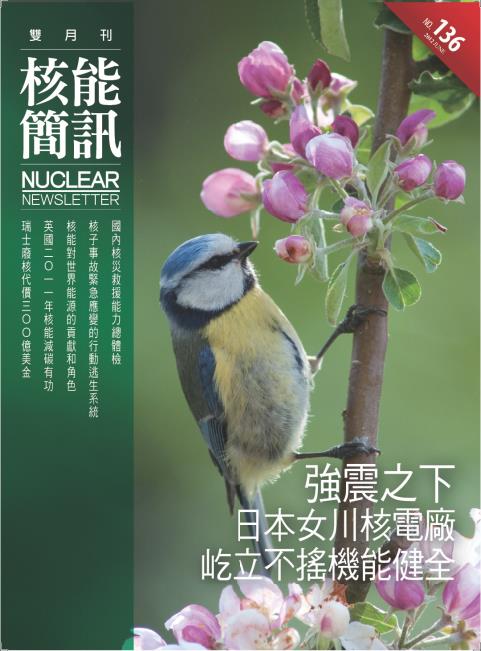 雙月刊
核能
簡訊
NUCLEAR
NEWSLETTER
NO. 136
2012 JUNE
國內核災救援能力總體檢
核子事故緊急應變的行動逃生系統
核能對世界能源的貢獻和角色
英國二〇一一年核能減碳有功
瑞士廢核代價三〇〇億美金
強震之下
日本女川核電廠
屹立不搖機能健全